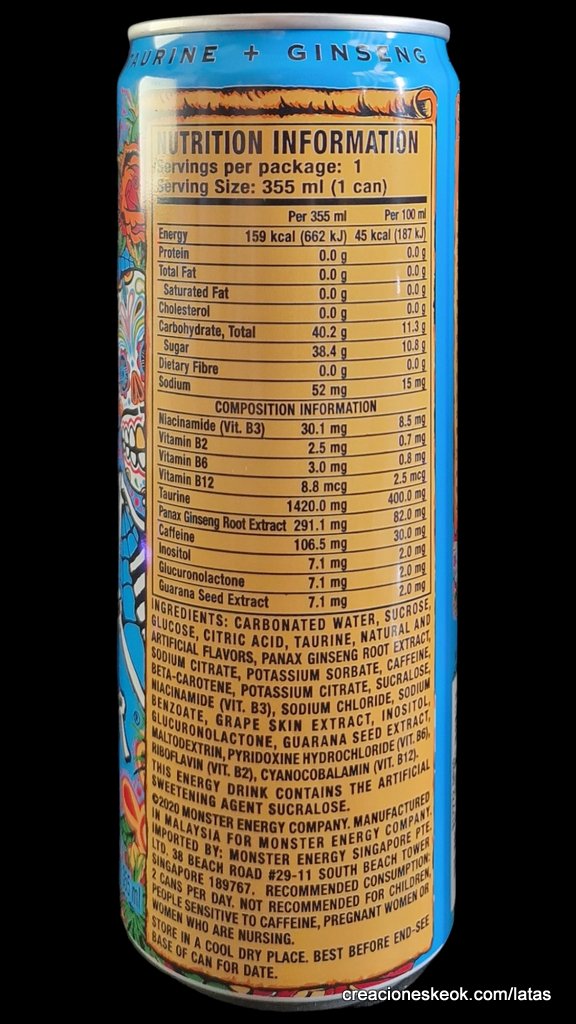 TAURINE + GINSENG
NUTRITION INFORMATION
Servings per package: 1
Serving Size: 355 ml (1 can)
Per 355 ml Per 100 ml
Energy 159 kcal (662 kJ) 45 kcal (187 kJ)
Protein 0.0 g 0.0 g
Total Fat 0.0 g 0.0 g
Saturated Fat 0.0 g 0.0 g
Cholesterol 0.0 g 0.0 g
Carbohydrate, Total 40.2 g 11.3 g
Sugar 38.4 g 10.8 g
Dietary Fibre 0.0 g 0.0 g
Sodium 52 mg 15 mg
COMPOSITION INFORMATION
Niacinamide (Vit. B3) 30.1 mg 8.5 mg
Vitamin B2 2.5 mg 0.7 mg
Vitamin B6 3.0 mg 0.8 mg
Vitamin B12 8.8 mcg 2.5 mcg
Taurine 1420.0 mg 400.0 mg
Panax Ginseng Root Extract 291.1 mg 82.0 mg
Caffeine 106.5 mg 30.0 mg
Inositol 7.1 mg 2.0 mg
Glucuronolactone 7.1 mg 2.0 mg
Guarana Seed Extract 7.1 mg 2.0 mg
INGREDIENTS: CARBONATED WATER, SUCROSE,
GLUCOSE, CITRIC ACID, TAURINE, NATURAL AND
ARTIFICIAL FLAVORS, PANAX GINSENG ROOT EXTRACT,
SODIUM CITRATE, POTASSIUM SORBATE, CAFFEINE,
BETA-CAROTENE, POTASSIUM CITRATE, SUCRALOSE,
NIACINAMIDE (VIT. B3), SODIUM CHLORIDE, SODIUM
BENZOATE, GRAPE SKIN EXTRACT, INOSITOL,
GLUCURONOLACTONE, GUARANA SEED EXTRACT,
MALTODEXTRIN, PYRIDOXINE HYDROCHLORIDE (VIT. B6),
RIBOFLAVIN (VIT. B2), CYANOCOBALAMIN (VIT. B12).
THIS ENERGY DRINK CONTAINS THE ARTIFICIAL
SWEETENING AGENT SUCRALOSE.
©2020 MONSTER ENERGY COMPANY. MANUFACTURED
IN MALAYSIA FOR MONSTER ENERGY COMPANY.
IMPORTED BY: MONSTER ENERGY SINGAPORE PTE.
LTD. 38 BEACH ROAD #29-11 SOUTH BEACH TOWER
SINGAPORE 189767. RECOMMENDED CONSUMPTION:
2 CANS PER DAY. NOT RECOMMENDED FOR CHILDREN,
PEOPLE SENSITIVE TO CAFFEINE, PREGNANT WOMEN OR
WOMEN WHO ARE NURSING.
STORE IN A COOL DRY PLACE. BEST BEFORE END-SEE
BASE OF CAN FOR DATE.
creacioneskeok.com/latas